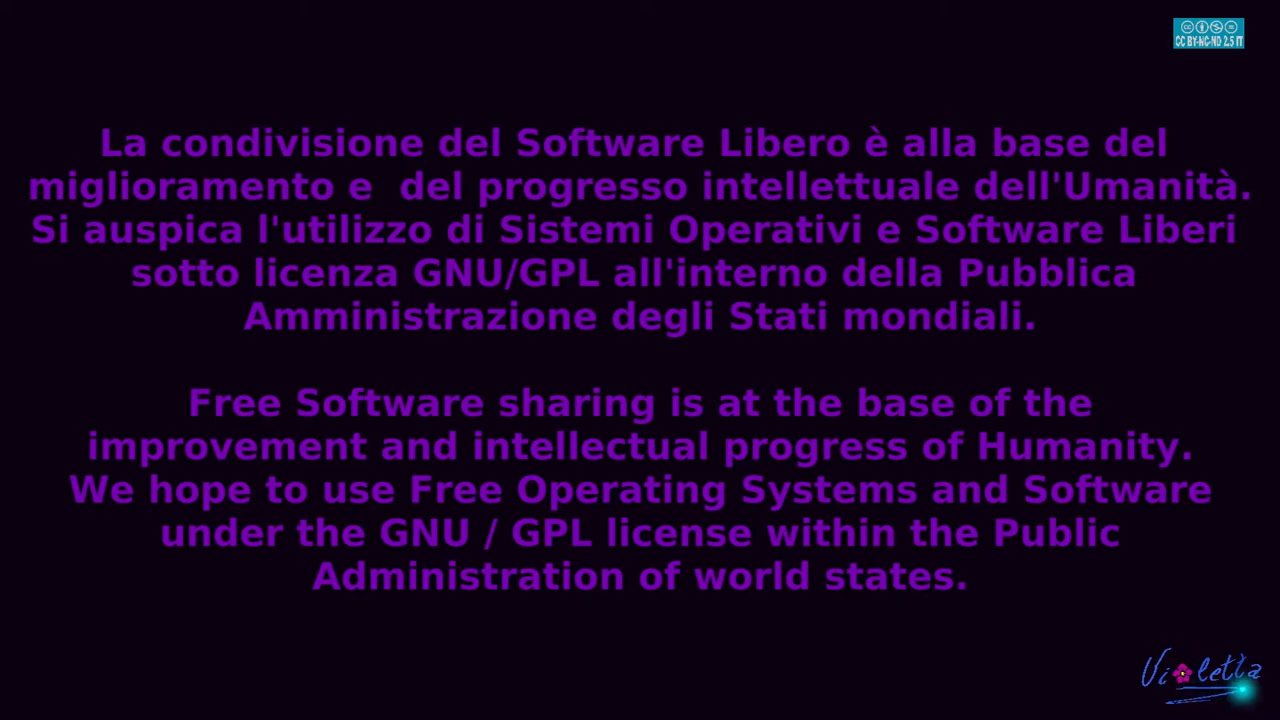 CC BY-NC-ND 2.5 IT
La condivisione del Software Libero è alla base del
miglioramento e  del progresso intellettuale dell'Umanità.
Si auspica l'utilizzo di Sistemi Operativi e Software Liberi
sotto licenza GNU/GPL all'interno della Pubblica
Amministrazione degli Stati mondiali.
Free Software sharing is at the base of the
improvement and intellectual progress of Humanity.
We hope to use Free Operating Systems and Software
under the GNU / GPL license within the Public
Administration of world states.
Violetta